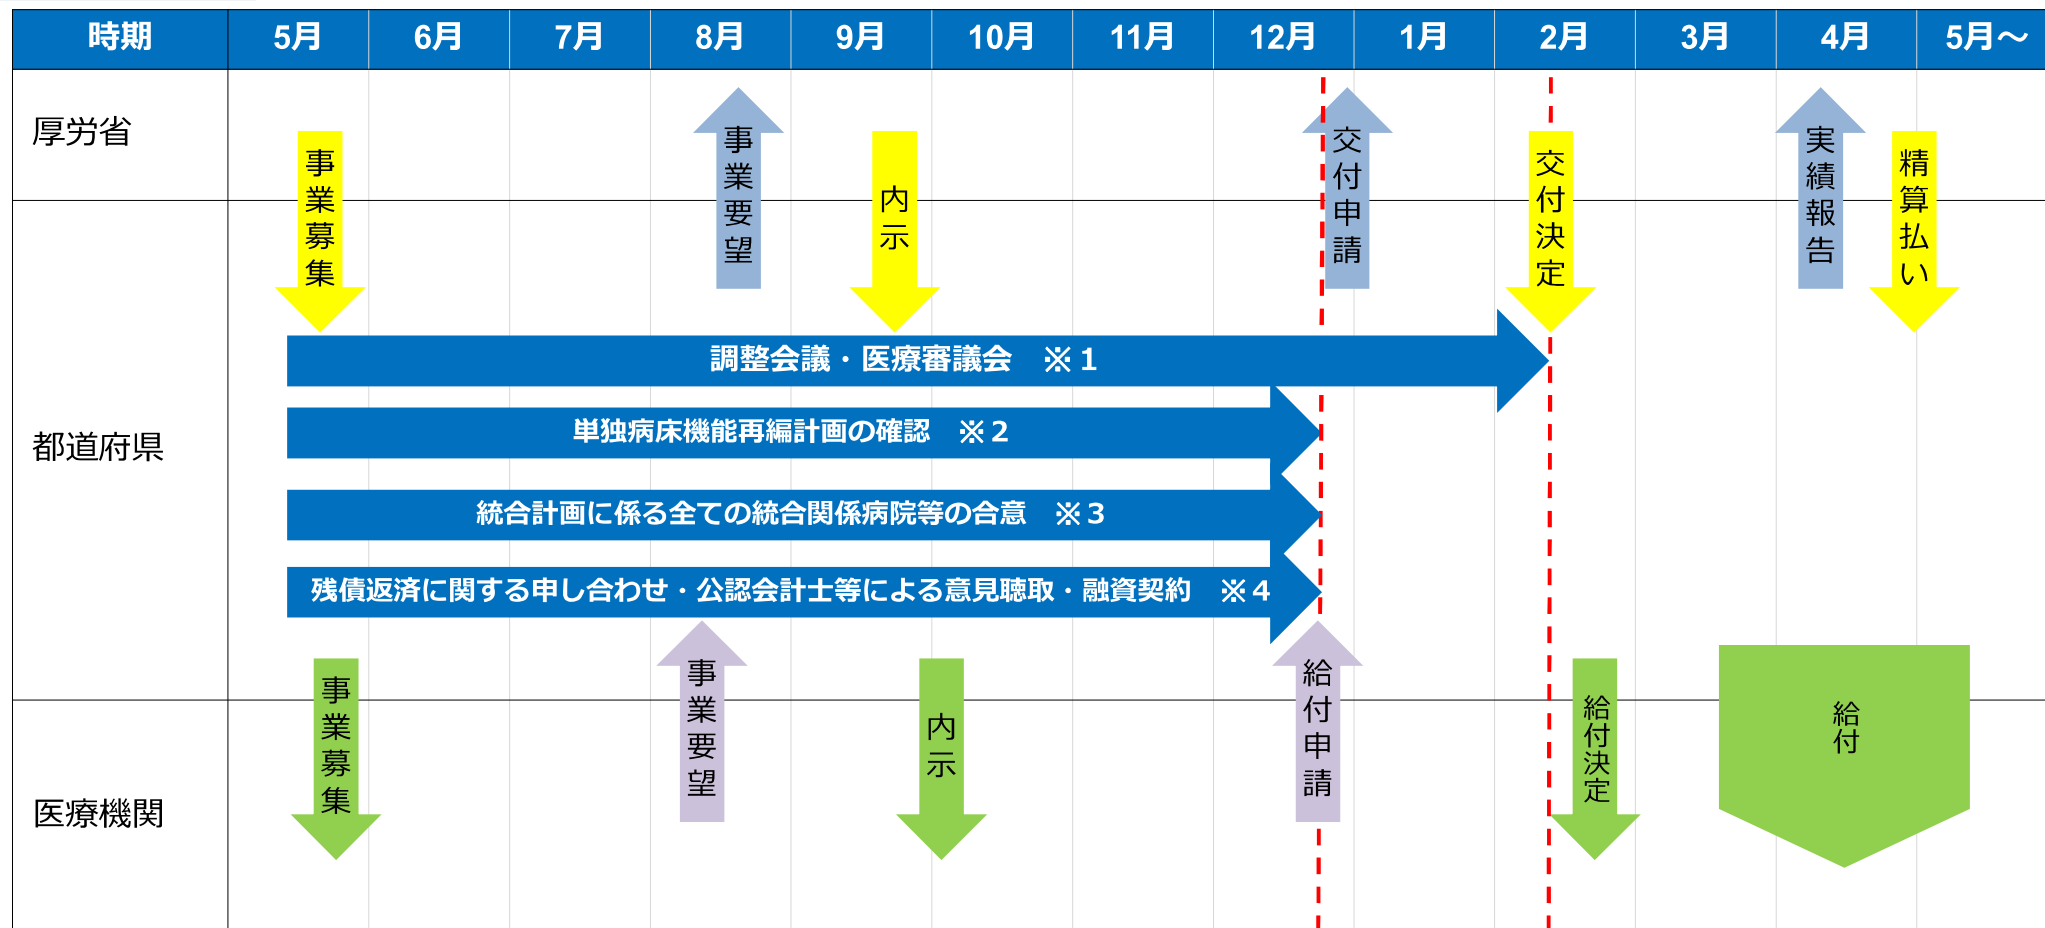 時期 5月 6月 7月 8月 9月 10月 11月 12月 1月 2月 3月 4月 5月～
厚労省
事業募集
事業要望
内示
交付申請
交付決定
実績報告
精算払い
都道府県
調整会議・医療審議会　※１
単独病床機能再編計画の確認　※２
統合計画に係る全ての統合関係病院等の合意　※３
残債返済に関する申し合わせ・公認会計士等による意見聴取・融資契約　※４
医療機関
事業募集
事業要望
内示
給付申請
給付決定
給付